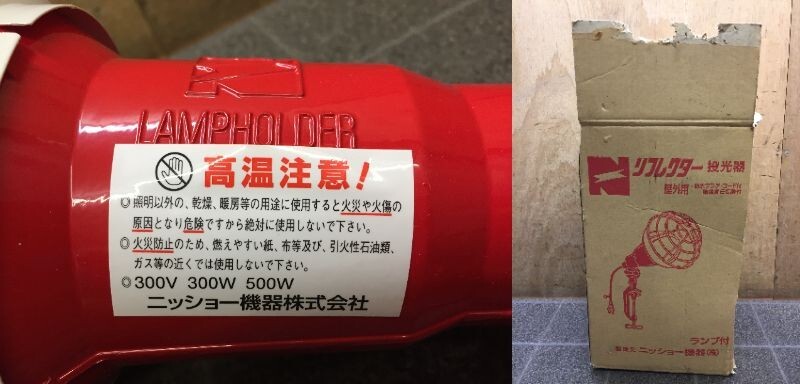 LAMPHOLDER
高温注意!
◎照明以外の、乾燥、暖房等の用途に使用すると火災や火傷の
原因となり危険ですから絶対に使用しないで下さい。
◎火災防止のため、燃えやすい紙、布等及び、引火性石油類、
ガス等の近くでは使用しないで下さい。
◎300V 300W 500W
ニッショー機器株式会社
リフレクター 投光器
屋外用
ランプ付
製造元 ニッショー機器(株)